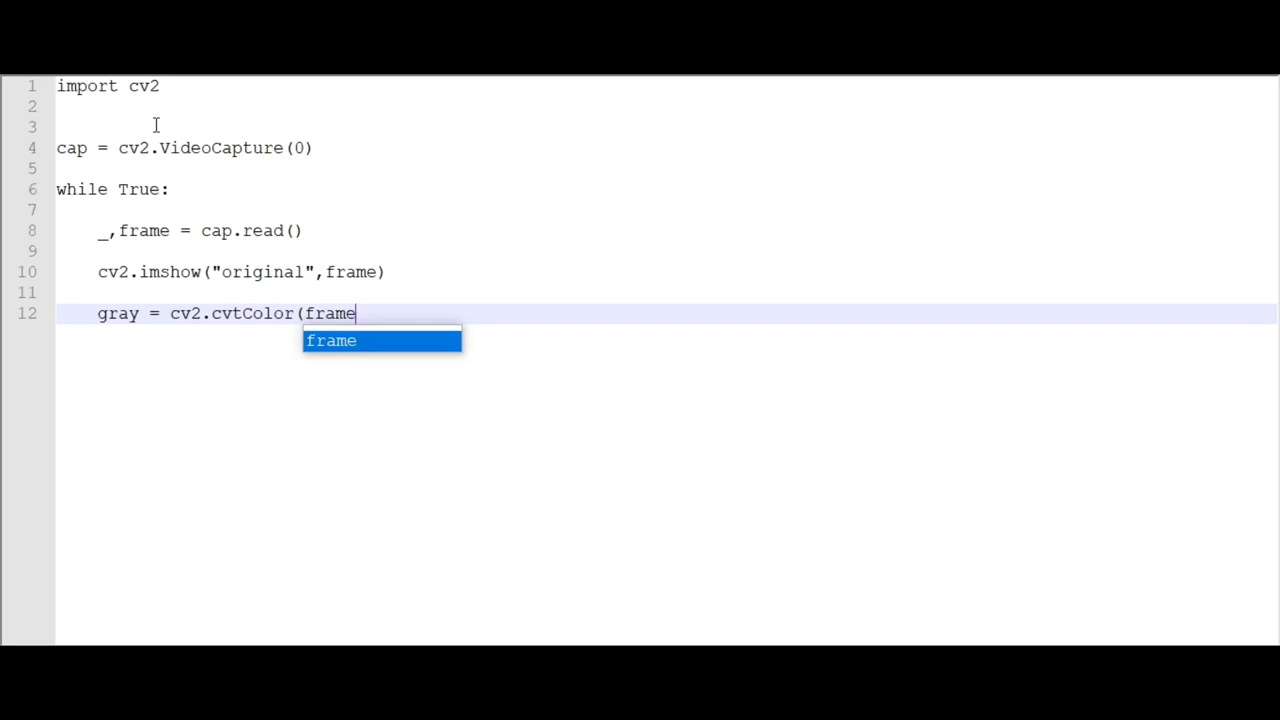 1 import cv2
2
3
4 cap = cv2.VideoCapture(0)
5
6 while True:
7
8     _,frame = cap.read()
9
10     cv2.imshow("original",frame)
11
12     gray = cv2.cvtColor(frame
frame